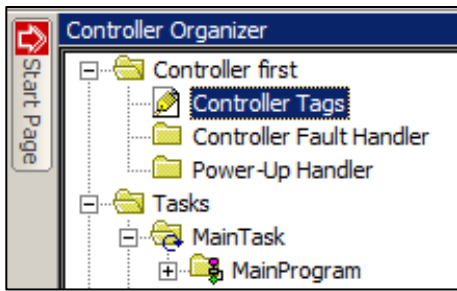 Controller Organizer
Start Page
Controller first
Controller Tags
Controller Fault Handler
Power-Up Handler
Tasks
MainTask
MainProgram